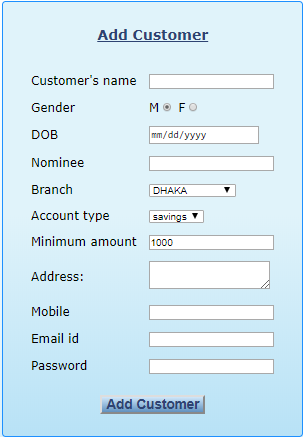 Add Customer
Customer's name
Gender M F
DOB mm/dd/yyyy
Nominee
Branch DHAKA
Account type savings
Minimum amount 1000
Address:
Mobile
Email id
Password
Add Customer